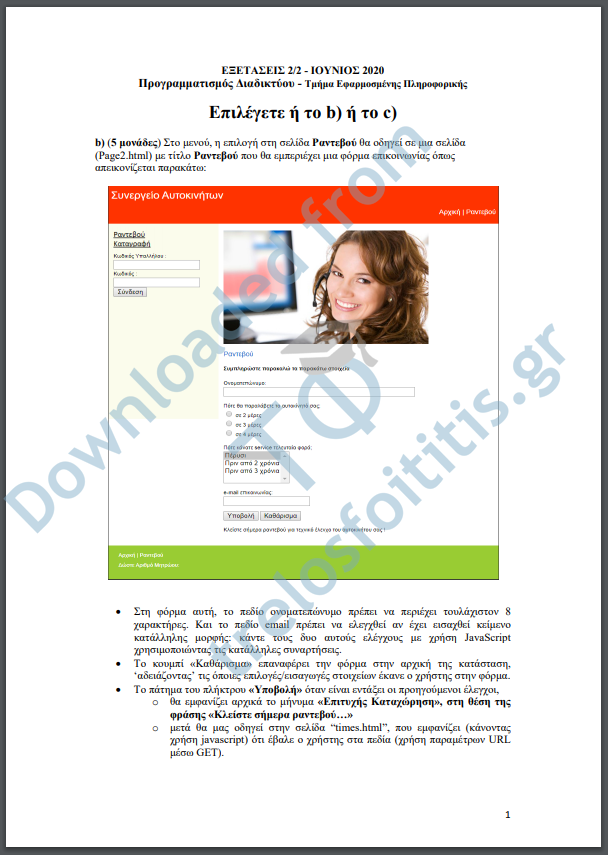 ΕΞΕΤΑΣΕΙΣ 2/2 - ΙΟΥΝΙΟΣ 2020
Προγραμματισμός Διαδικτύου - Τμήμα Εφαρμοσμένης Πληροφορικής
Επιλέγετε ή το b) ή το c)
b) (5 μονάδες) Στο μενού, η επιλογή στη σελίδα Ραντεβού θα οδηγεί σε μια σελίδα
(Page2.html) με τίτλο Ραντεβού που θα εμπεριέχει μια φόρμα επικοινωνίας όπως
απεικονίζεται παρακάτω:
Συνεργείο Αυτοκινήτων
Αρχική | Ραντεβού
Ραντεβού
Καταγραφή
Κωδικός Υπαλλήλου :
Κωδικός :
Σύνδεση
Ραντεβού
Συμπληρώστε παρακαλώ τα παρακάτω στοιχεία
Ονοματεπώνυμο:
Πότε θα παραλάβετε το αυτοκίνητό σας;
σε 2 μέρες
σε 3 μέρες
σε 4 μέρες
Πότε κάνατε service τελευταία φορά;
Πέρυσι
Πριν από 2 χρόνια
Πριν από 3 χρόνια
e-mail επικοινωνίας:
Υποβολή Καθάρισμα
Κλείστε σήμερα ραντεβού για τεχνικό έλεγχο του αυτοκινήτου σας !
Αρχική | Ραντεβού
Δώστε Αριθμό Μητρώου:
• Στη φόρμα αυτή, το πεδίο ονοματεπώνυμο πρέπει να περιέχει τουλάχιστον 8
χαρακτήρες. Και το πεδίο email πρέπει να ελεγχθεί αν έχει εισαχθεί κείμενο
κατάλληλης μορφής: κάντε τους δυο αυτούς ελέγχους με χρήση JavaScript
χρησιμοποιώντας τις κατάλληλες συναρτήσεις.
• Το κουμπί «Καθάρισμα» επαναφέρει την φόρμα στην αρχική της κατάσταση,
‘αδειάζοντας’ τις όποιες επιλογές/εισαγωγές στοιχείων έκανε ο χρήστης στην φόρμα.
• Το πάτημα του πλήκτρου «Υποβολή» όταν είναι εντάξει οι προηγούμενοι έλεγχοι,
o θα εμφανίζει αρχικά το μήνυμα «Επιτυχής Καταχώρηση», στη θέση της
φράσης «Κλείστε σήμερα ραντεβού…»
o μετά θα μας οδηγεί στην σελίδα “times.html”, που εμφανίζει (κάνοντας
χρήση javascript) ότι έβαλε ο χρήστης στα πεδία (χρήση παραμέτρων URL
μέσω GET).
1
Downloaded from
ΤΦ
trelosfoititis.gr